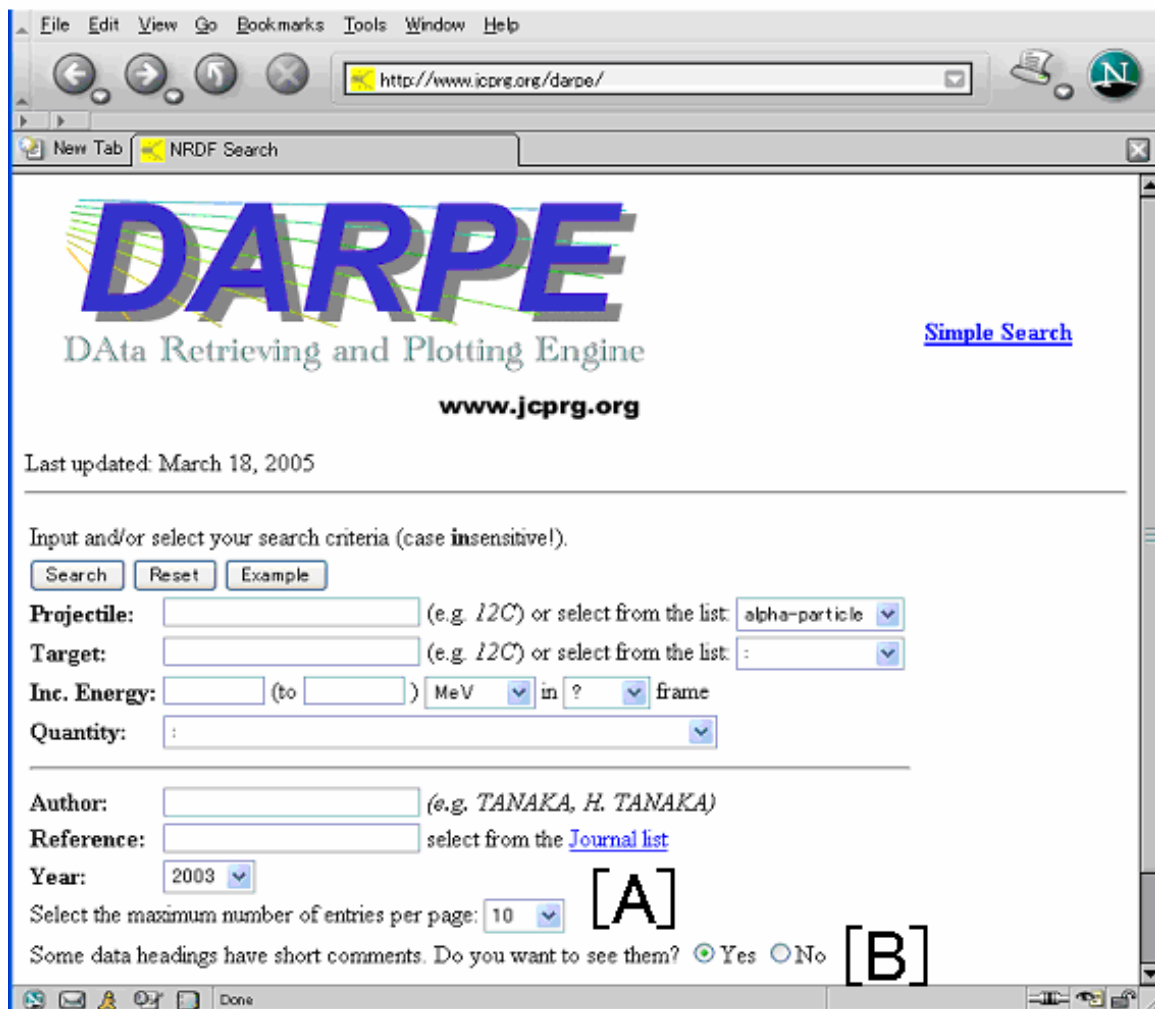 File Edit View Go Bookmarks Tools Window Help
http://www.jcprg.org/darpe/
N
New Tab NRDF Search
DARPE
DAta Retrieving and Plotting Engine
Simple Search
www.jcprg.org
Last updated: March 18, 2005
Input and/or select your search criteria (case insensitive!).
Search Reset Example
Projectile: (e.g. 12C) or select from the list: alpha-particle
Target: (e.g. 12C) or select from the list: :
Inc. Energy: (to ) MeV in ? frame
Quantity: :
Author: (e.g. TANAKA, H. TANAKA)
Reference: select from the Journal list
Year: 2003
[A]
Select the maximum number of entries per page: 10
Some data headings have short comments. Do you want to see them? Yes No [B]
Done